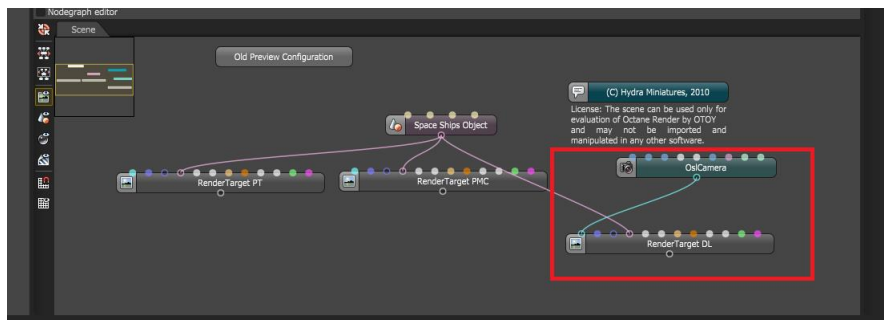 Nodegraph editor
Scene
Old Preview Configuration
(C) Hydra Miniatures, 2010
License: The scene can be used only for
evaluation of Octane Render by OTOY
and may not be imported and
manipulated in any other software.
Space Ships Object
OslCamera
RenderTarget PT
RenderTarget PMC
RenderTarget DL